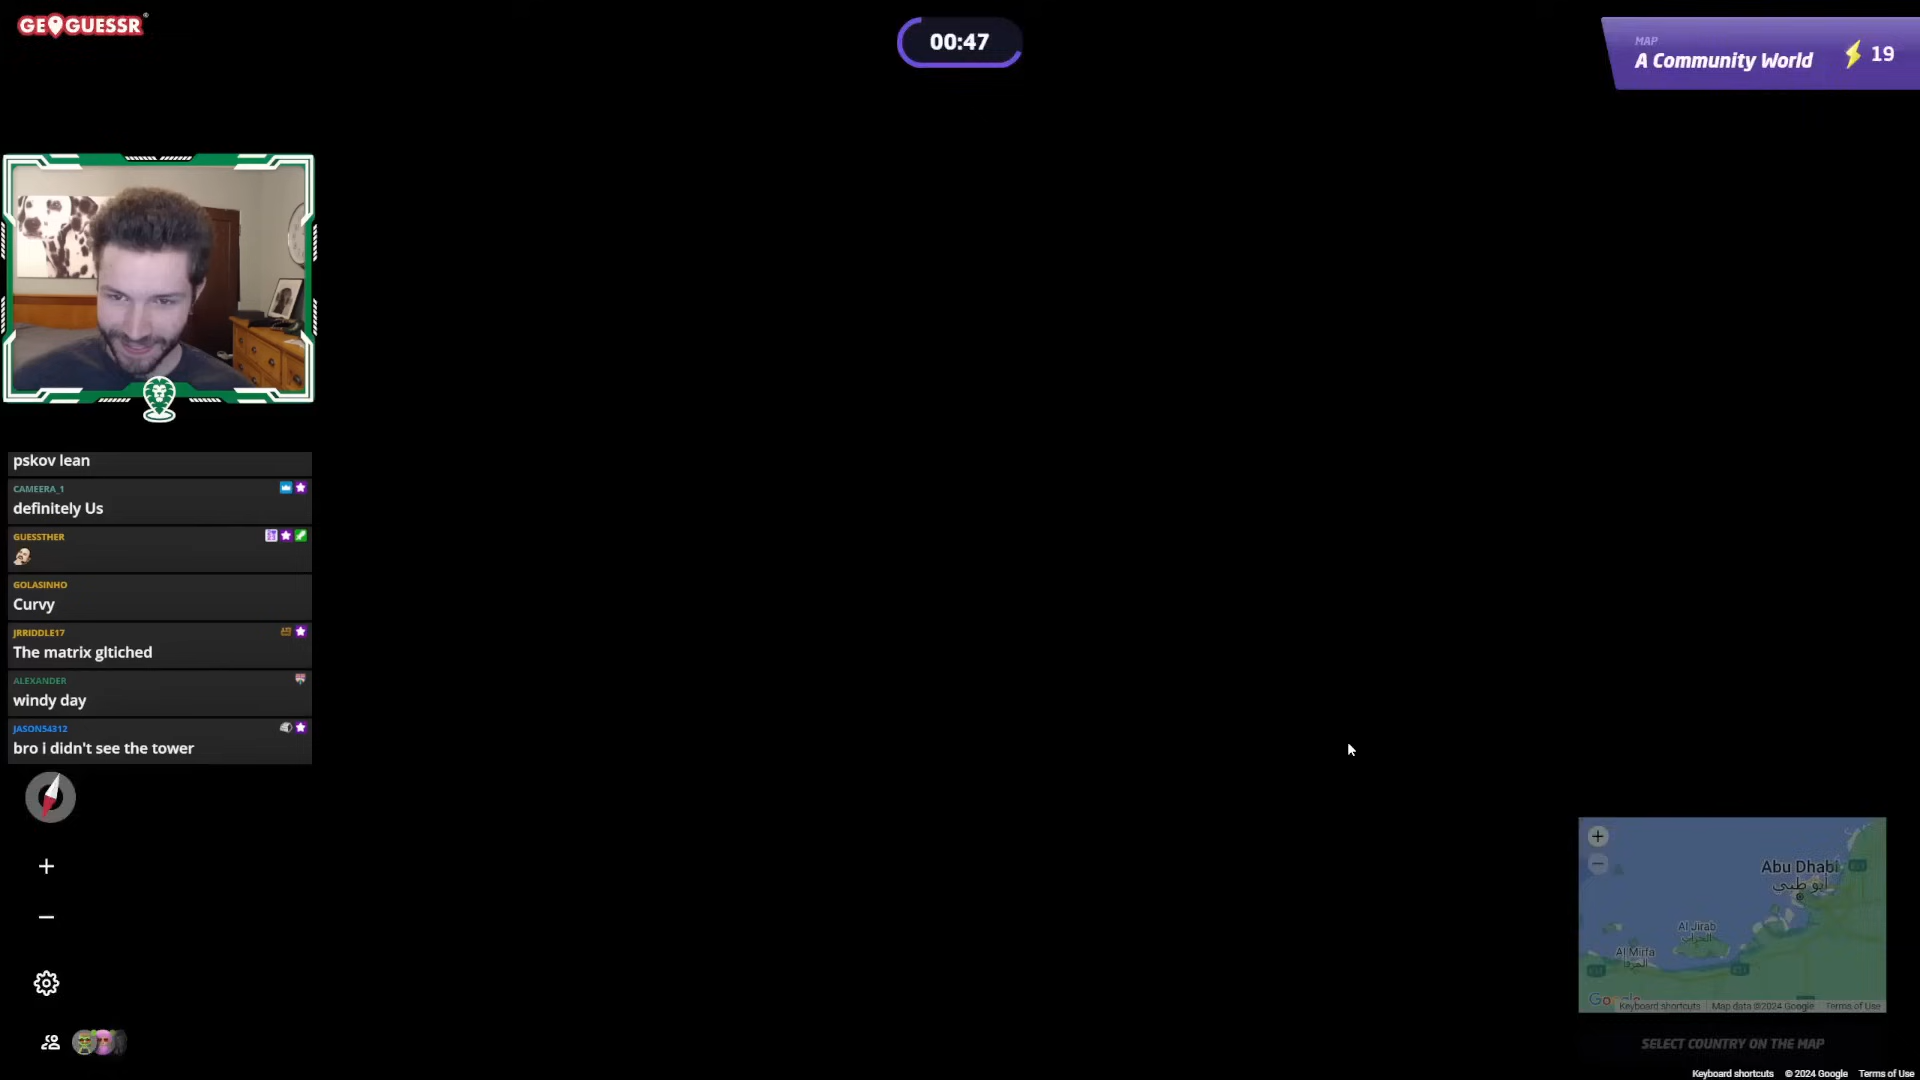 GEOGUESSR
00:47
MAP
A Community World
19
pskov lean
CAMEERA_1
definitely Us
GUESSTHER
GOLASINHO
Curvy
JRRIDDLE17
The matrix gltiched
ALEXANDER
windy day
JASON54312
bro i didn't see the tower
Abu Dhabi
أبو ظبي
Al Jirab
Al Mirfa
المرفأ
Google
Keyboard shortcuts Map data ©2024 Google Terms of Use
SELECT COUNTRY ON THE MAP
Keyboard shortcuts © 2024 Google Terms of Use